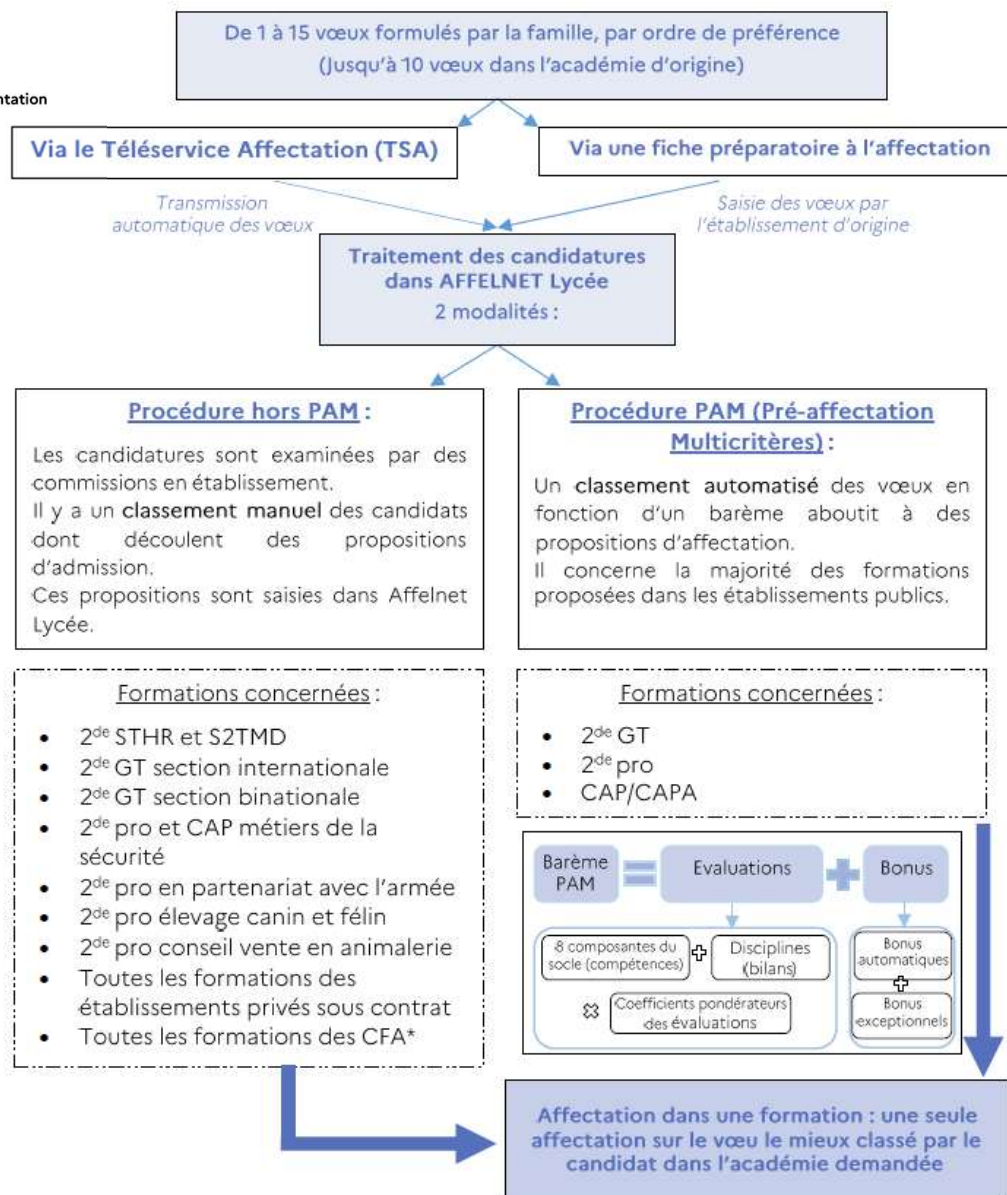 De 1 à 15 vœux formulés par la famille, par ordre de préférence
(Jusqu'à 10 vœux dans l'académie d'origine)
ntation
Via le Téléservice Affectation (TSA)
Via une fiche préparatoire à l'affectation
Transmission
automatique des vœux
Saisie des vœux par
l'établissement d'origine
Traitement des candidatures
dans AFFELNET Lycée
2 modalités :
Procédure hors PAM :
Les candidatures sont examinées par des
commissions en établissement.
Il y a un classement manuel des candidats
dont découlent des propositions
d'admission.
Ces propositions sont saisies dans Affelnet
Lycée.
Procédure PAM (Pré-affectation
Multicritères) :
Un classement automatisé des vœux en
fonction d'un barème aboutit à des
propositions d'affectation.
Il concerne la majorité des formations
proposées dans les établissements publics.
Formations concernées :
• 2de STHR et S2TMD
• 2de GT section internationale
• 2de GT section binationale
• 2de pro et CAP métiers de la
sécurité
• 2de pro en partenariat avec l'armée
• 2de pro élevage canin et félin
• 2de pro conseil vente en animalerie
• Toutes les formations des
établissements privés sous contrat
• Toutes les formations des CFA*
Formations concernées :
• 2de GT
• 2de pro
• CAP/CAPA
Barème
PAM
=
Evaluations
+
Bonus
8 composantes du
socle (compétences)
+
Disciplines
(bilans)
×
Coefficients pondérateurs
des évaluations
Bonus
automatiques
+
Bonus
exceptionnels
Affectation dans une formation : une seule
affectation sur le vœu le mieux classé par le
candidat dans l'académie demandée